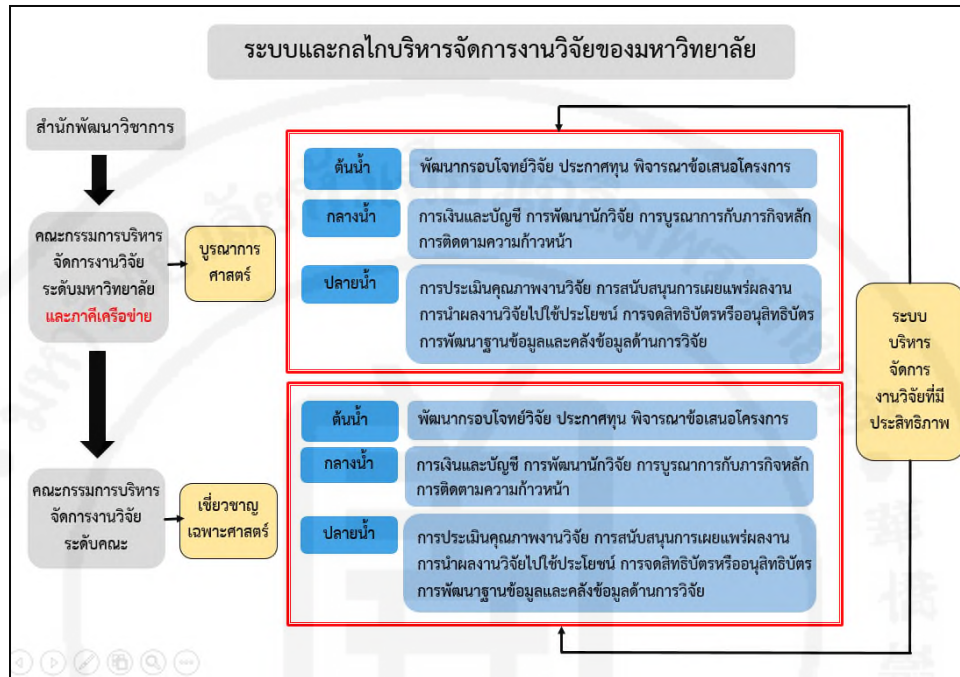 ระบบและกลไกบริหารจัดการงานวิจัยของมหาวิทยาลัย
สำนักพัฒนาวิชาการ
คณะกรรมการบริหาร
จัดการงานวิจัย
ระดับมหาวิทยาลัย
และภาคีเครือข่าย
บูรณาการ
ศาสตร์
คณะกรรมการบริหาร
จัดการงานวิจัย
ระดับคณะ
เชี่ยวชาญ
เฉพาะศาสตร์
ต้นน้ำ
พัฒนากรอบโจทย์วิจัย ประกาศทุน พิจารณาข้อเสนอโครงการ
กลางน้ำ
การเงินและบัญชี การพัฒนานักวิจัย การบูรณาการกับภารกิจหลัก
การติดตามความก้าวหน้า
ปลายน้ำ
การประเมินคุณภาพงานวิจัย การสนับสนุนการเผยแพร่ผลงาน
การนำผลงานวิจัยไปใช้ประโยชน์ การจดสิทธิบัตรหรืออนุสิทธิบัตร
การพัฒนาฐานข้อมูลและคลังข้อมูลด้านการวิจัย
ต้นน้ำ
พัฒนากรอบโจทย์วิจัย ประกาศทุน พิจารณาข้อเสนอโครงการ
กลางน้ำ
การเงินและบัญชี การพัฒนานักวิจัย การบูรณาการกับภารกิจหลัก
การติดตามความก้าวหน้า
ปลายน้ำ
การประเมินคุณภาพงานวิจัย การสนับสนุนการเผยแพร่ผลงาน
การนำผลงานวิจัยไปใช้ประโยชน์ การจดสิทธิบัตรหรืออนุสิทธิบัตร
การพัฒนาฐานข้อมูลและคลังข้อมูลด้านการวิจัย
ระบบ
บริหาร
จัดการ
งานวิจัยที่มี
ประสิทธิภาพ